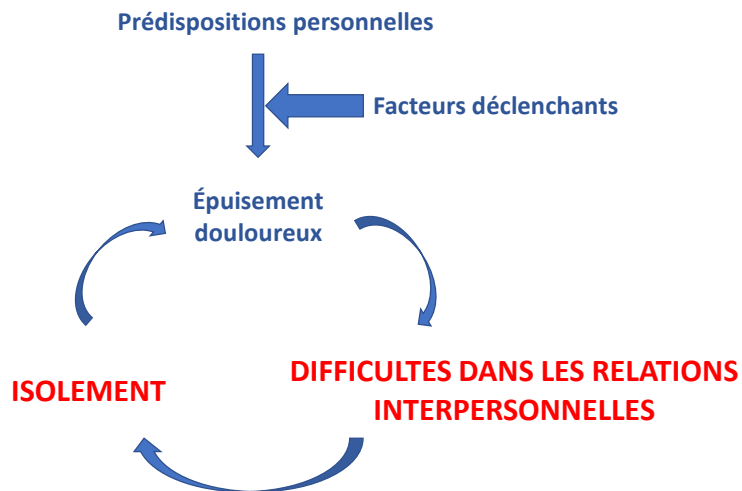 Prédispositions personnelles
Facteurs déclenchants
Épuisement
douloureux
ISOLEMENT
DIFFICULTES DANS LES RELATIONS
INTERPERSONNELLES